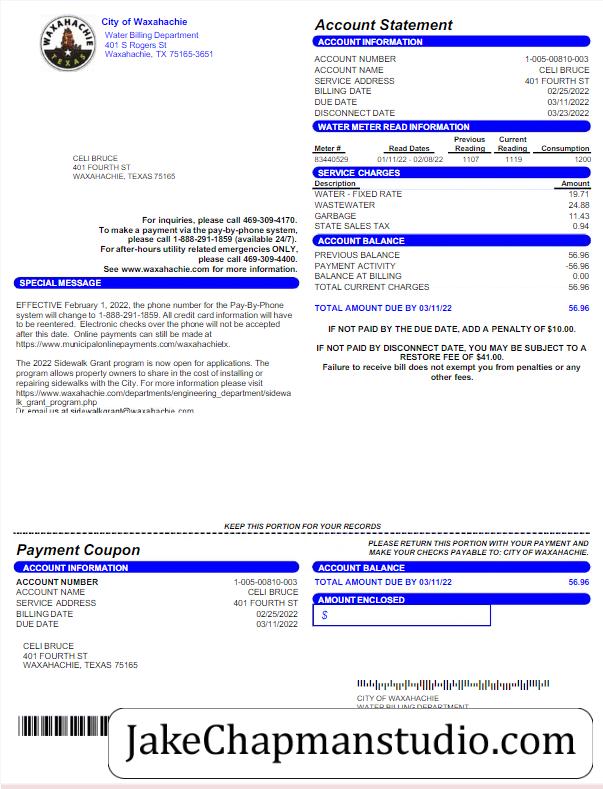 WAXAHACHIE
TEXAS
City of Waxahachie
Water Billing Department
401 S Rogers St
Waxahachie, TX 75165-3651
CELI BRUCE
401 FOURTH ST
WAXAHACHIE, TEXAS 75165
For inquiries, please call 469-309-4170.
To make a payment via the pay-by-phone system,
please call 1-888-291-1859 (available 24/7).
For after-hours utility related emergencies ONLY,
please call 469-309-4400.
See www.waxahachie.com for more information.
SPECIAL MESSAGE
EFFECTIVE February 1, 2022, the phone number for the Pay-By-Phone
system will change to 1-888-291-1859. All credit card information will have
to be reentered. Electronic checks over the phone will not be accepted
after this date. Online payments can still be made at
https://www.municipalonlinepayments.com/waxahachietx.
The 2022 Sidewalk Grant program is now open for applications. The
program allows property owners to share in the cost of installing or
repairing sidewalks with the City. For more information please visit
https://www.waxahachie.com/departments/engineering_department/sidewa
lk_grant_program.php
Or email us at sidewalkgrant@waxahachie.com
Account Statement
ACCOUNT INFORMATION
ACCOUNT NUMBER 1-005-00810-003
ACCOUNT NAME CELI BRUCE
SERVICE ADDRESS 401 FOURTH ST
BILLING DATE 02/25/2022
DUE DATE 03/11/2022
DISCONNECT DATE 03/23/2022
WATER METER READ INFORMATION
Previous Current
Meter # Read Dates Reading Reading Consumption
83440529 01/11/22 - 02/08/22 1107 1119 1200
SERVICE CHARGES
Description Amount
WATER - FIXED RATE 19.71
WASTEWATER 24.88
GARBAGE 11.43
STATE SALES TAX 0.94
ACCOUNT BALANCE
PREVIOUS BALANCE 56.96
PAYMENT ACTIVITY -56.96
BALANCE AT BILLING 0.00
TOTAL CURRENT CHARGES 56.96
TOTAL AMOUNT DUE BY 03/11/22 56.96
IF NOT PAID BY THE DUE DATE, ADD A PENALTY OF $10.00.
IF NOT PAID BY DISCONNECT DATE, YOU MAY BE SUBJECT TO A
RESTORE FEE OF $41.00.
Failure to receive bill does not exempt you from penalties or any
other fees.
KEEP THIS PORTION FOR YOUR RECORDS
Payment Coupon
PLEASE RETURN THIS PORTION WITH YOUR PAYMENT AND
MAKE YOUR CHECKS PAYABLE TO: CITY OF WAXAHACHIE.
ACCOUNT INFORMATION
ACCOUNT NUMBER 1-005-00810-003
ACCOUNT NAME CELI BRUCE
SERVICE ADDRESS 401 FOURTH ST
BILLING DATE 02/25/2022
DUE DATE 03/11/2022
ACCOUNT BALANCE
TOTAL AMOUNT DUE BY 03/11/22 56.96
AMOUNT ENCLOSED
$
CELI BRUCE
401 FOURTH ST
WAXAHACHIE, TEXAS 75165
CITY OF WAXAHACHIE
WATER BILLING DEPARTMENT
JakeChapmanstudio.com